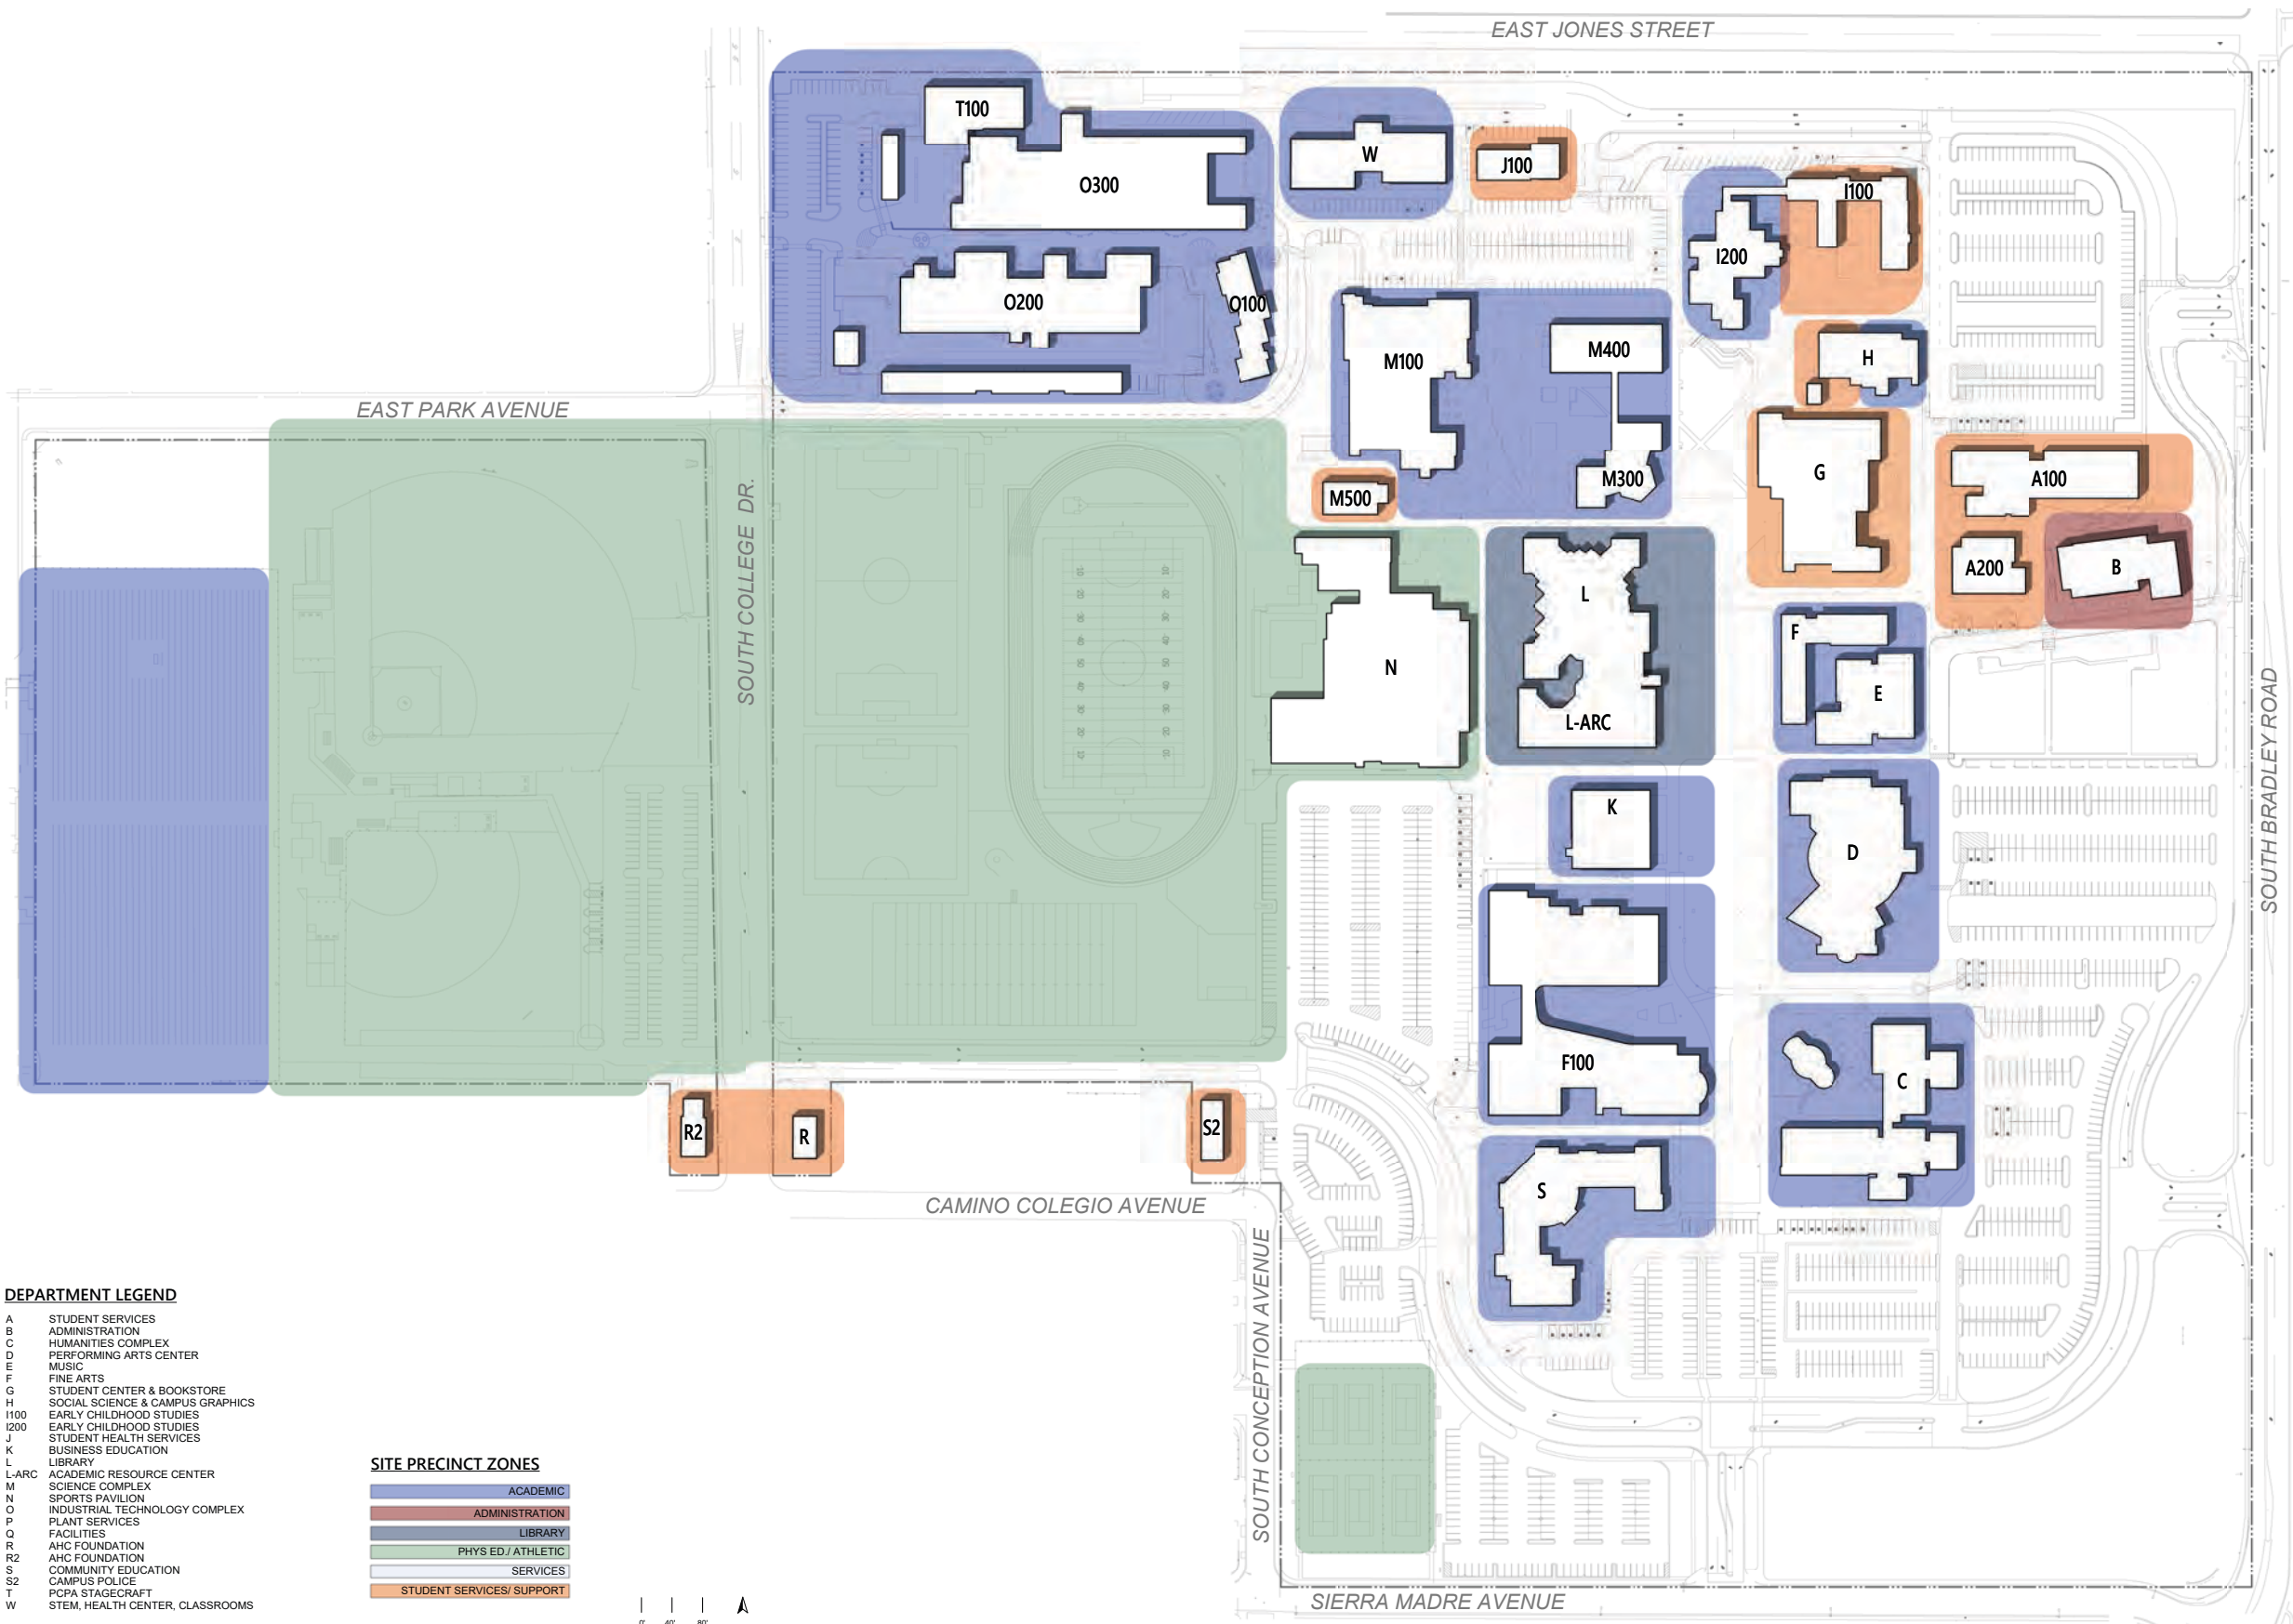 EAST JONES STREET
T100
O300
W
J100
I100
I200
O200
O100
M100
M400
H
EAST PARK AVENUE
SOUTH COLLEGE DR.
M500
M300
G
A100
A200
B
L
F
N
E
L-ARC
SOUTH BRADLEY ROAD
K
D
F100
C
R2
R
S2
S
CAMINO COLEGIO AVENUE
SOUTH CONCEPTION AVENUE
SIERRA MADRE AVENUE
DEPARTMENT LEGEND
A STUDENT SERVICES
B ADMINISTRATION
C HUMANITIES COMPLEX
D PERFORMING ARTS CENTER
E MUSIC
F FINE ARTS
G STUDENT CENTER & BOOKSTORE
H SOCIAL SCIENCE & CAMPUS GRAPHICS
I100 EARLY CHILDHOOD STUDIES
I200 EARLY CHILDHOOD STUDIES
J STUDENT HEALTH SERVICES
K BUSINESS EDUCATION
L LIBRARY
L-ARC ACADEMIC RESOURCE CENTER
M SCIENCE COMPLEX
N SPORTS PAVILION
O INDUSTRIAL TECHNOLOGY COMPLEX
P PLANT SERVICES
Q FACILITIES
R AHC FOUNDATION
R2 AHC FOUNDATION
S COMMUNITY EDUCATION
S2 CAMPUS POLICE
T PCPA STAGECRAFT
W STEM, HEALTH CENTER, CLASSROOMS
SITE PRECINCT ZONES
ACADEMIC
ADMINISTRATION
LIBRARY
PHYS ED./ ATHLETIC
SERVICES
STUDENT SERVICES/ SUPPORT
0' 40' 80'